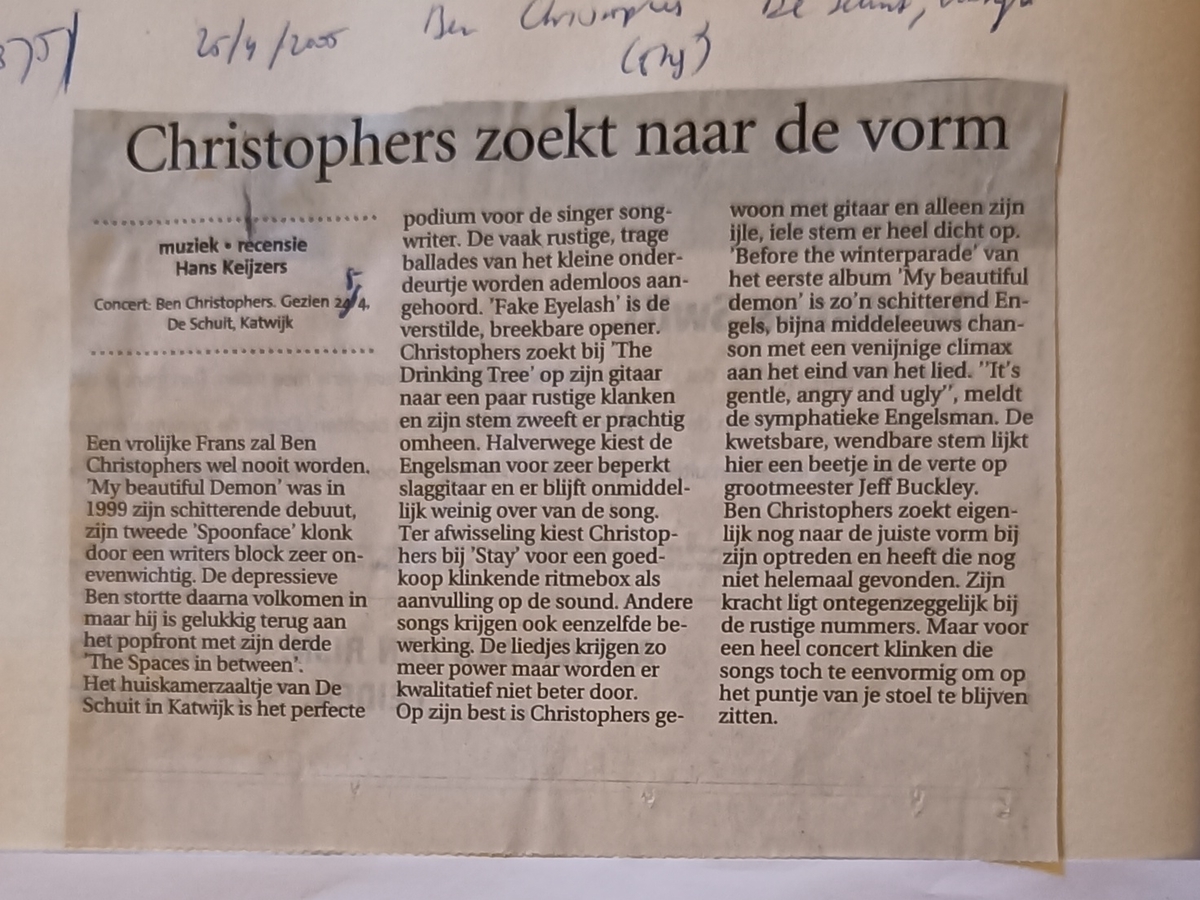 25/4/2005 Ben Christophers De Schuit,
Christophers zoekt naar de vorm
muziek • recensie
Hans Keijzers
5
Concert: Ben Christophers. Gezien 4.
De Schuit, Katwijk
Een vrolijke Frans zal Ben
Christophers wel nooit worden.
'My beautiful Demon' was in
1999 zijn schitterende debuut,
zijn tweede 'Spoonface' klonk
door een writers block zeer on-
evenwichtig. De depressieve
Ben stortte daarna volkomen in
maar hij is gelukkig terug aan
het popfront met zijn derde
'The Spaces in between'.
Het huiskamerzaaltje van De
Schuit in Katwijk is het perfecte
podium voor de singer song-
writer. De vaak rustige, trage
ballades van het kleine onder-
deurtje worden ademloos aan-
gehoord. 'Fake Eyelash' is de
verstilde, breekbare opener.
Christophers zoekt bij 'The
Drinking Tree' op zijn gitaar
naar een paar rustige klanken
en zijn stem zweeft er prachtig
omheen. Halverwege kiest de
Engelsman voor zeer beperkt
slaggitaar en er blijft onmiddel-
lijk weinig over van de song.
Ter afwisseling kiest Christop-
hers bij 'Stay' voor een goed-
koop klinkende ritmebox als
aanvulling op de sound. Andere
songs krijgen ook eenzelfde be-
werking. De liedjes krijgen zo
meer power maar worden er
kwalitatief niet beter door.
Op zijn best is Christophers ge-
woon met gitaar en alleen zijn
ijle, iele stem er heel dicht op.
'Before the winterparade' van
het eerste album 'My beautiful
demon' is zo'n schitterend En-
gels, bijna middeleeuws chan-
son met een venijnige climax
aan het eind van het lied. "It's
gentle, angry and ugly", meldt
de symphatieke Engelsman. De
kwetsbare, wendbare stem lijkt
hier een beetje in de verte op
grootmeester Jeff Buckley.
Ben Christophers zoekt eigen-
lijk nog naar de juiste vorm bij
zijn optreden en heeft die nog
niet helemaal gevonden. Zijn
kracht ligt ontegenzeggelijk bij
de rustige nummers. Maar voor
een heel concert klinken die
songs toch te eenvormig om op
het puntje van je stoel te blijven
zitten.